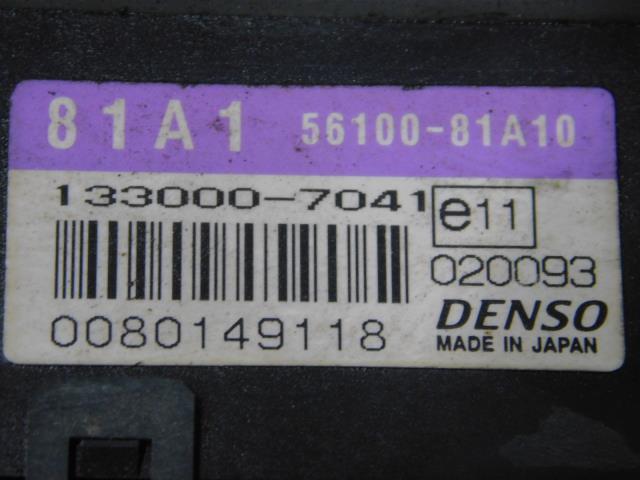 81A1 56100-81A10
133000-7041 e11
020093
0080149118 DENSO
MADE IN JAPAN